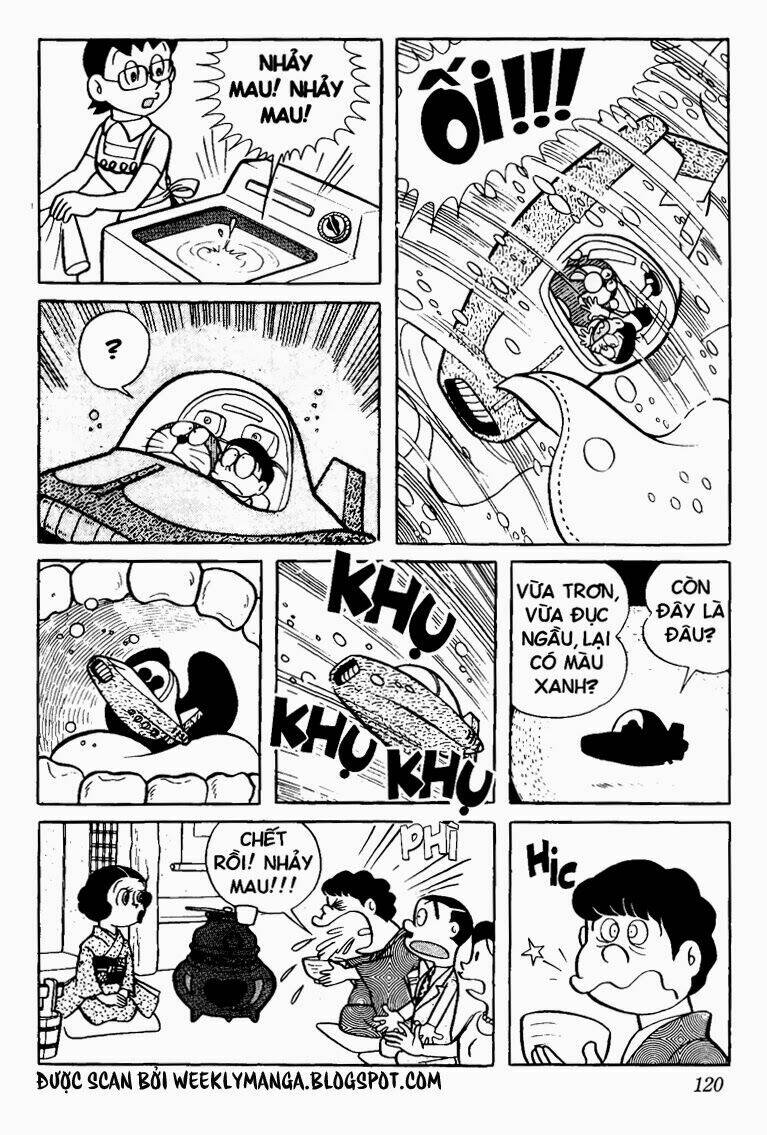 NHẢY
MAU! NHẢY
MAU!
ỐI!!!
?
KHỤ
KHỤ
KHỤ
VỪA TRƠN,
VỪA ĐỤC
NGẦU, LẠI
CÓ MÀU
XANH?
CÒN
ĐÂY LÀ
ĐÂU?
CHẾT
RỒI! NHẢY
MAU!!!
PHÌ
HIC
ĐƯỢC SCAN BỞI WEEKLYMANGA.BLOGSPOT.COM
120